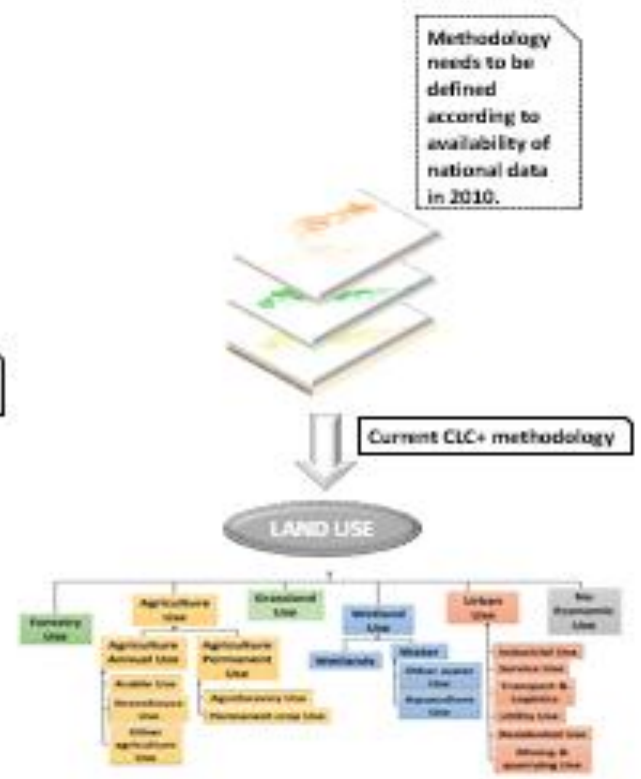 Methodology
needs to be
defined
according to
availability of
national data
in 2010.
Current CLC+ methodology
LAND USE
Forestry
Use
Agriculture
Use
Grassland
Use
Wetland
Use
Urban
Use
No
Economic
Use
Agriculture
Annual Use
Agriculture
Permanent
Use
Wetlands
Water
Industrial Use
Service Use
Transport &
Logistics
Utility Use
Residential Use
Mining &
quarrying Use
Arable Use
Greenhouse
Use
Other
agriculture
Use
Agroforestry Use
Permanent crop Use
Other water
Use
Aquaculture
Use